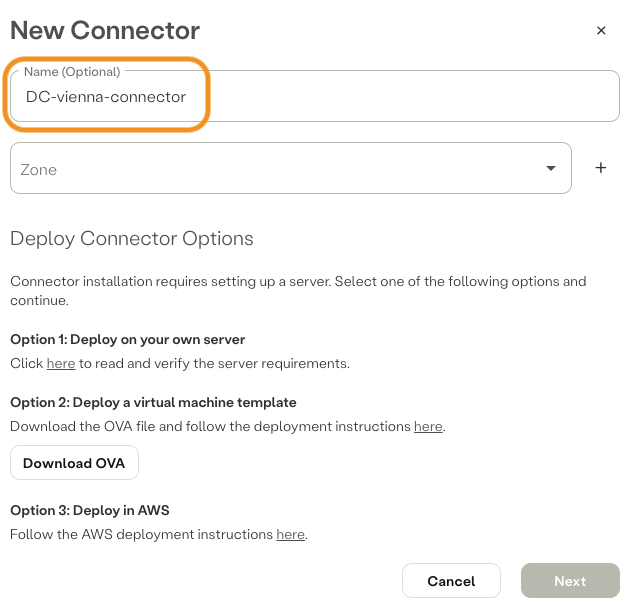 New Connector
×
Name (Optional)
DC-vienna-connector
Zone
+
Deploy Connector Options
Connector installation requires setting up a server. Select one of the following options and
continue.
Option 1: Deploy on your own server
Click here to read and verify the server requirements.
Option 2: Deploy a virtual machine template
Download the OVA file and follow the deployment instructions here.
Download OVA
Option 3: Deploy in AWS
Follow the AWS deployment instructions here.
Cancel
Next